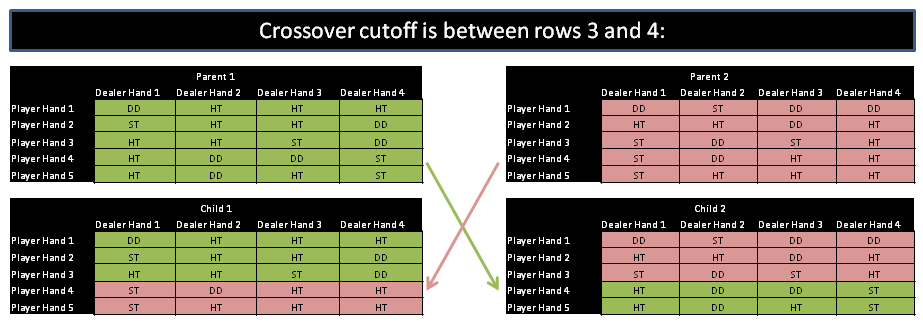 Crossover cutoff is between rows 3 and 4:
Parent 1
Dealer Hand 1 Dealer Hand 2 Dealer Hand 3 Dealer Hand 4
Player Hand 1 DD HT HT HT
Player Hand 2 ST HT HT DD
Player Hand 3 HT HT ST DD
Player Hand 4 HT DD DD ST
Player Hand 5 HT DD HT ST
Parent 2
Dealer Hand 1 Dealer Hand 2 Dealer Hand 3 Dealer Hand 4
Player Hand 1 DD ST DD DD
Player Hand 2 HT HT DD HT
Player Hand 3 ST DD ST HT
Player Hand 4 ST DD HT HT
Player Hand 5 ST HT HT HT
Child 1
Dealer Hand 1 Dealer Hand 2 Dealer Hand 3 Dealer Hand 4
Player Hand 1 DD HT HT HT
Player Hand 2 ST HT HT DD
Player Hand 3 HT HT ST DD
Player Hand 4 ST DD HT HT
Player Hand 5 ST HT HT HT
Child 2
Dealer Hand 1 Dealer Hand 2 Dealer Hand 3 Dealer Hand 4
Player Hand 1 DD ST DD DD
Player Hand 2 HT HT DD HT
Player Hand 3 ST DD ST HT
Player Hand 4 HT DD DD ST
Player Hand 5 HT DD HT ST